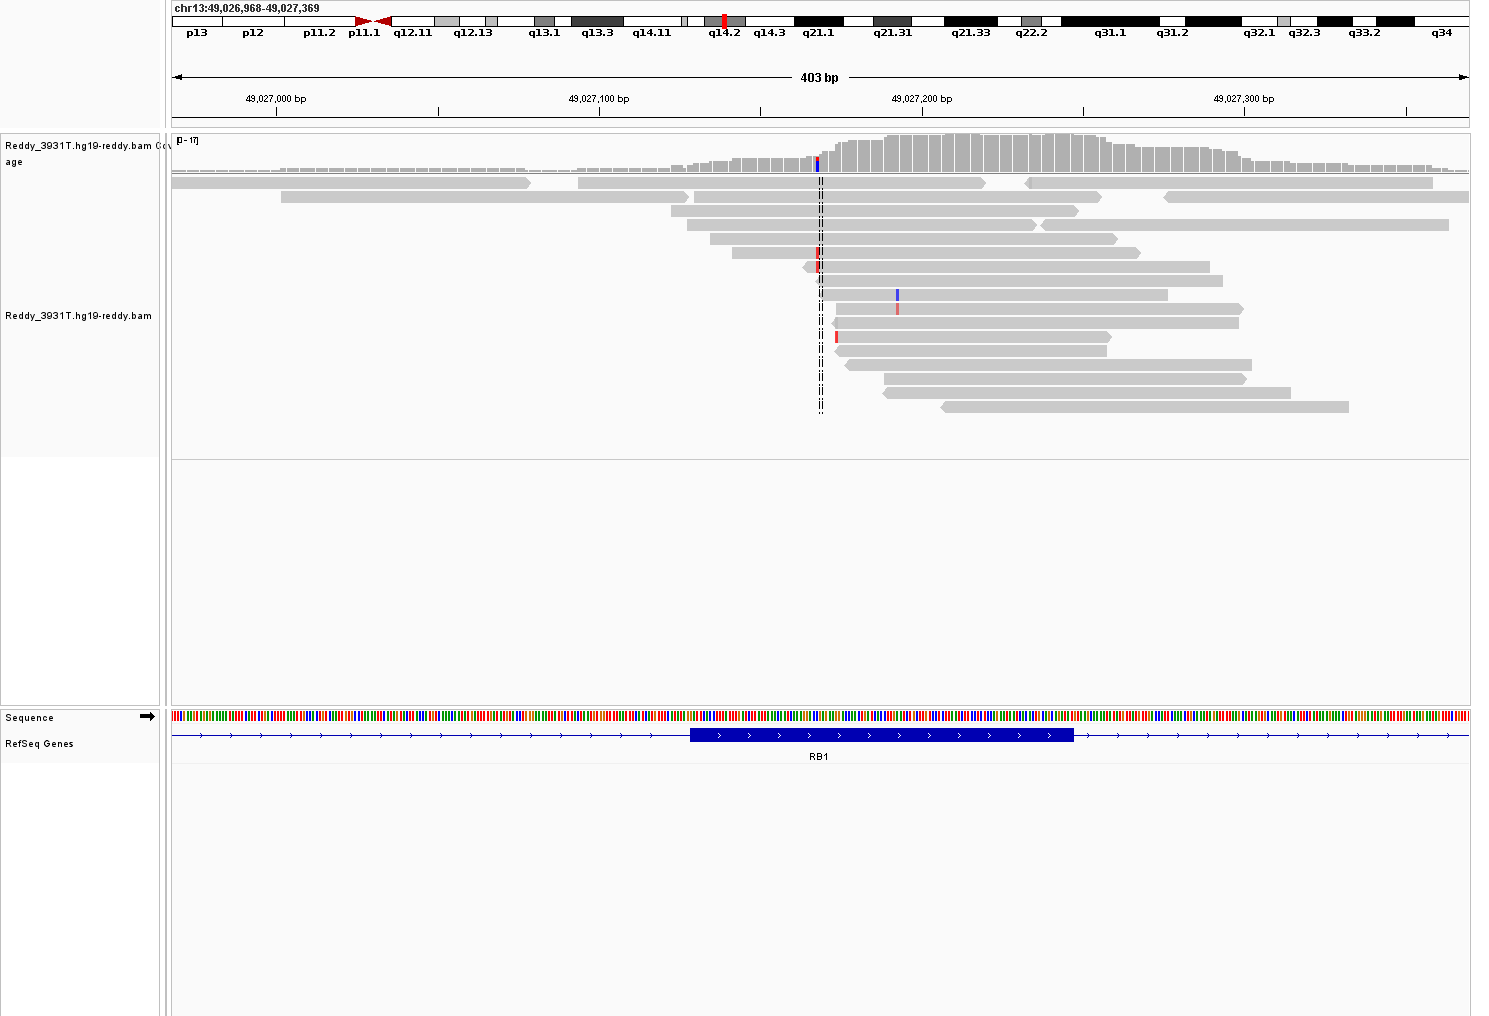 chr13:49,026,968-49,027,369
p13 p12 p11.2 p11.1 q12.11 q12.13 q13.1 q13.3 q14.11 q14.2 q14.3 q21.1 q21.31 q21.33 q22.2 q31.1 q31.2 q32.1 q32.3 q33.2 q34
403 bp
49,027,000 bp 49,027,100 bp 49,027,200 bp 49,027,300 bp
[0 - 17]
Reddy_3931T.hg19-reddy.bam Cov
age
Reddy_3931T.hg19-reddy.bam
Sequence
RefSeq Genes
RB1